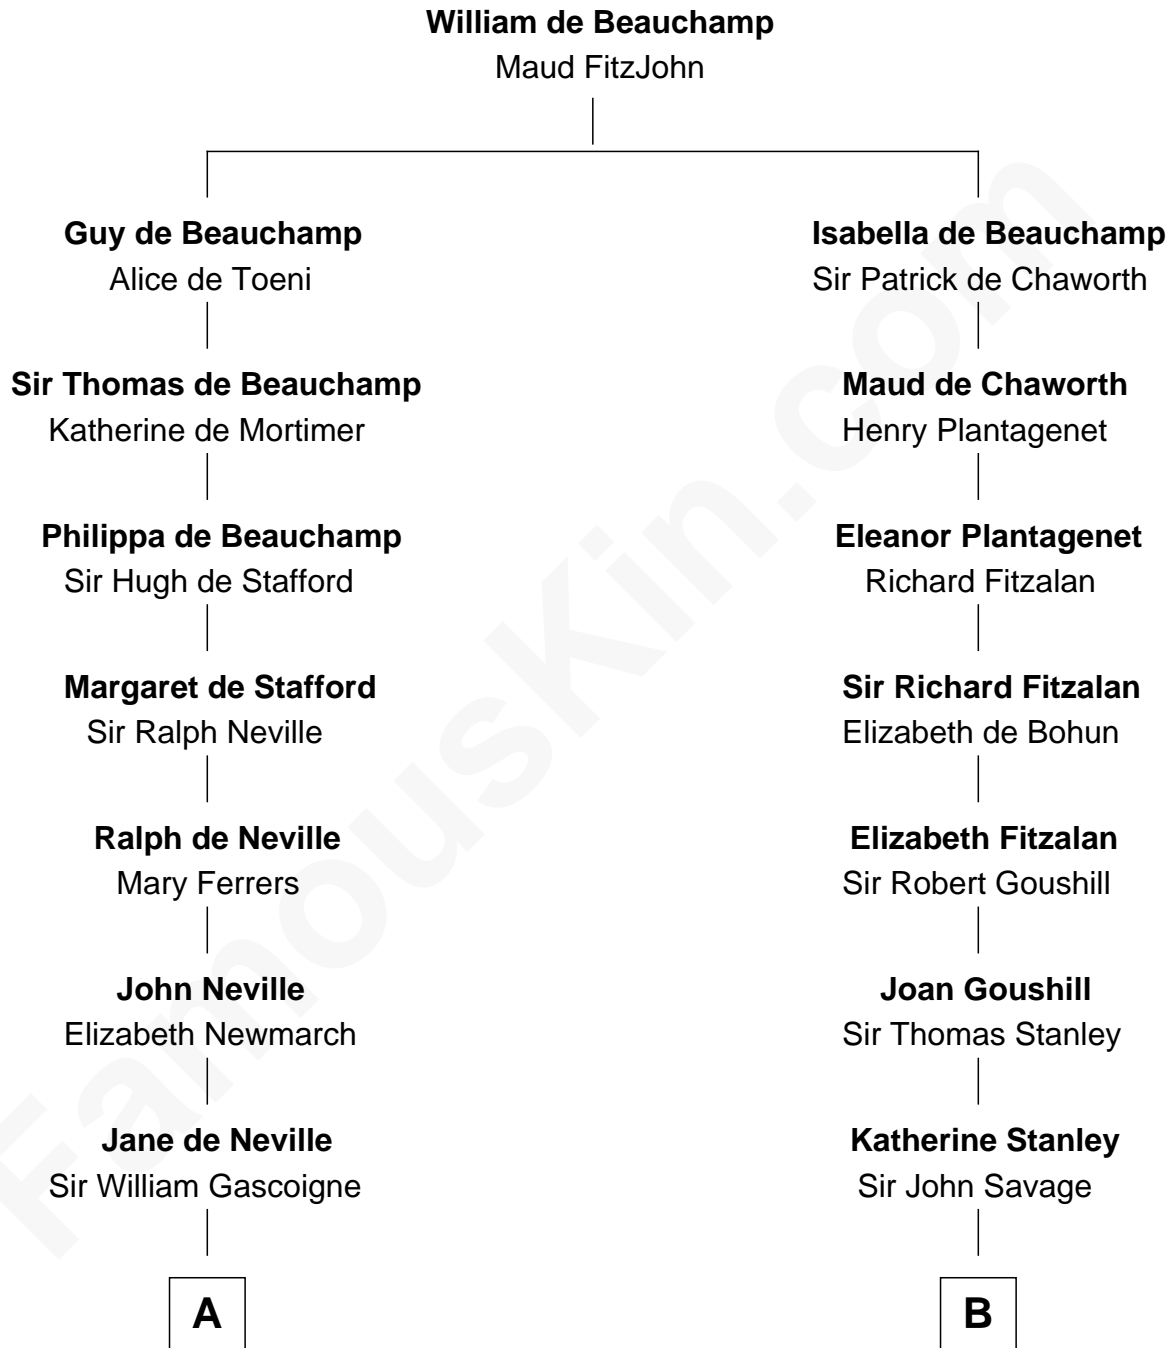 William de Beauchamp
Maud FitzJohn
Guy de Beauchamp
Alice de Toeni
Isabella de Beauchamp
Sir Patrick de Chaworth
Sir Thomas de Beauchamp
Katherine de Mortimer
Maud de Chaworth
Henry Plantagenet
Philippa de Beauchamp
Sir Hugh de Stafford
Eleanor Plantagenet
Richard Fitzalan
Margaret de Stafford
Sir Ralph Neville
Sir Richard Fitzalan
Elizabeth de Bohun
Ralph de Neville
Mary Ferrers
Elizabeth Fitzalan
Sir Robert Goushill
John Neville
Elizabeth Newmarch
Joan Goushill
Sir Thomas Stanley
Jane de Neville
Sir William Gascoigne
Katherine Stanley
Sir John Savage
A
B
FamousKin.com